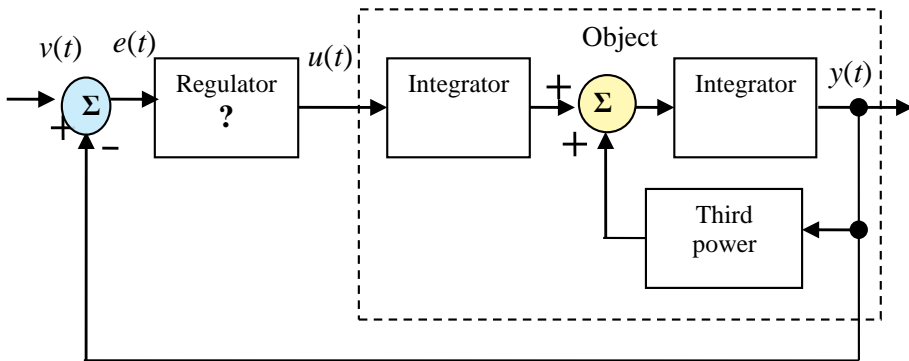 v(t)
e(t)
Regulator
?
u(t)
Object
Integrator
Integrator
y(t)
Σ
+
−
+
Σ
+
Third
power